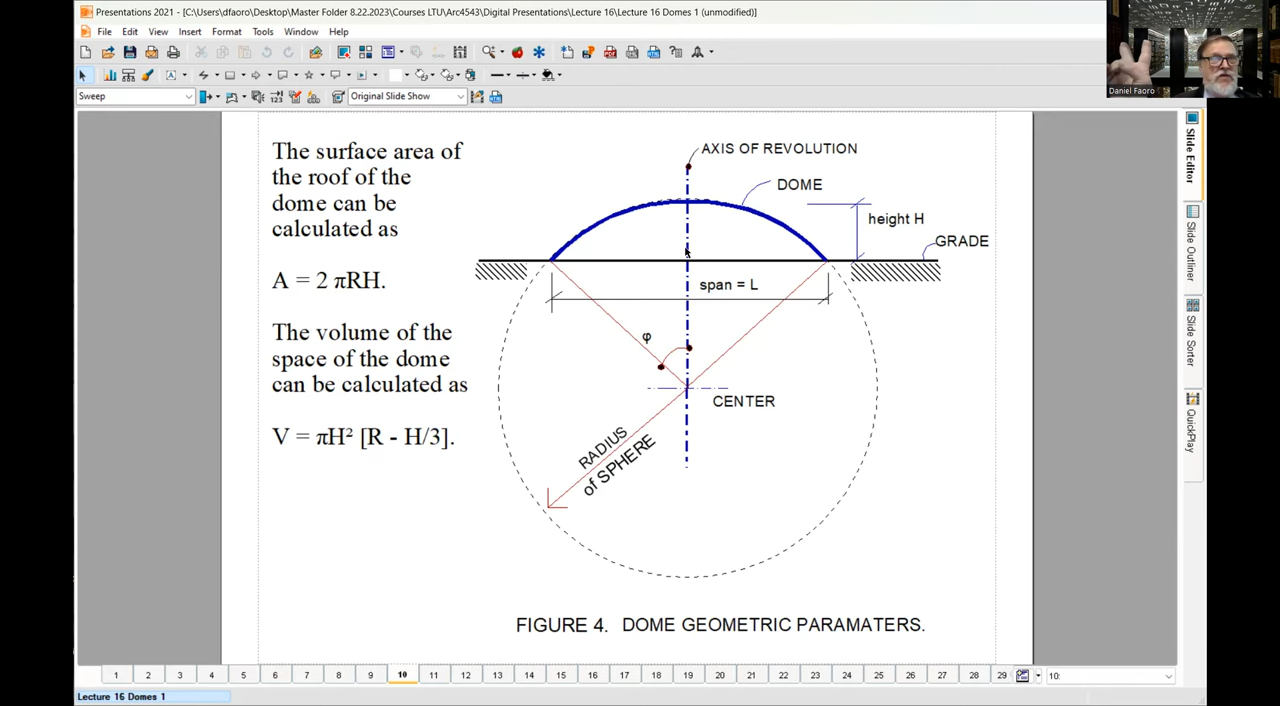 Presentations 2021 - [C:\Users\dfaoro\Desktop\Master Folder 8.22.2023\Courses LTU\Arc4543\Digital Presentations\Lecture 16\Lecture 16 Domes 1 (unmodified)]
File Edit View Insert Format Tools Window Help
Sweep
Original Slide Show
Daniel Faoro
The surface area of
the roof of the
dome can be
calculated as
A = 2 πRH.
The volume of the
space of the dome
can be calculated as
V = πH² [R - H/3].
AXIS OF REVOLUTION
DOME
height H
GRADE
span = L
φ
CENTER
RADIUS
of SPHERE
FIGURE 4. DOME GEOMETRIC PARAMATERS.
Slide Editor
Slide Outliner
Slide Sorter
QuickPlay
1 2 3 4 5 6 7 8 9 10 11 12 13 14 15 16 17 18 19 20 21 22 23 24 25 26 27 28 29
10:
Lecture 16 Domes 1